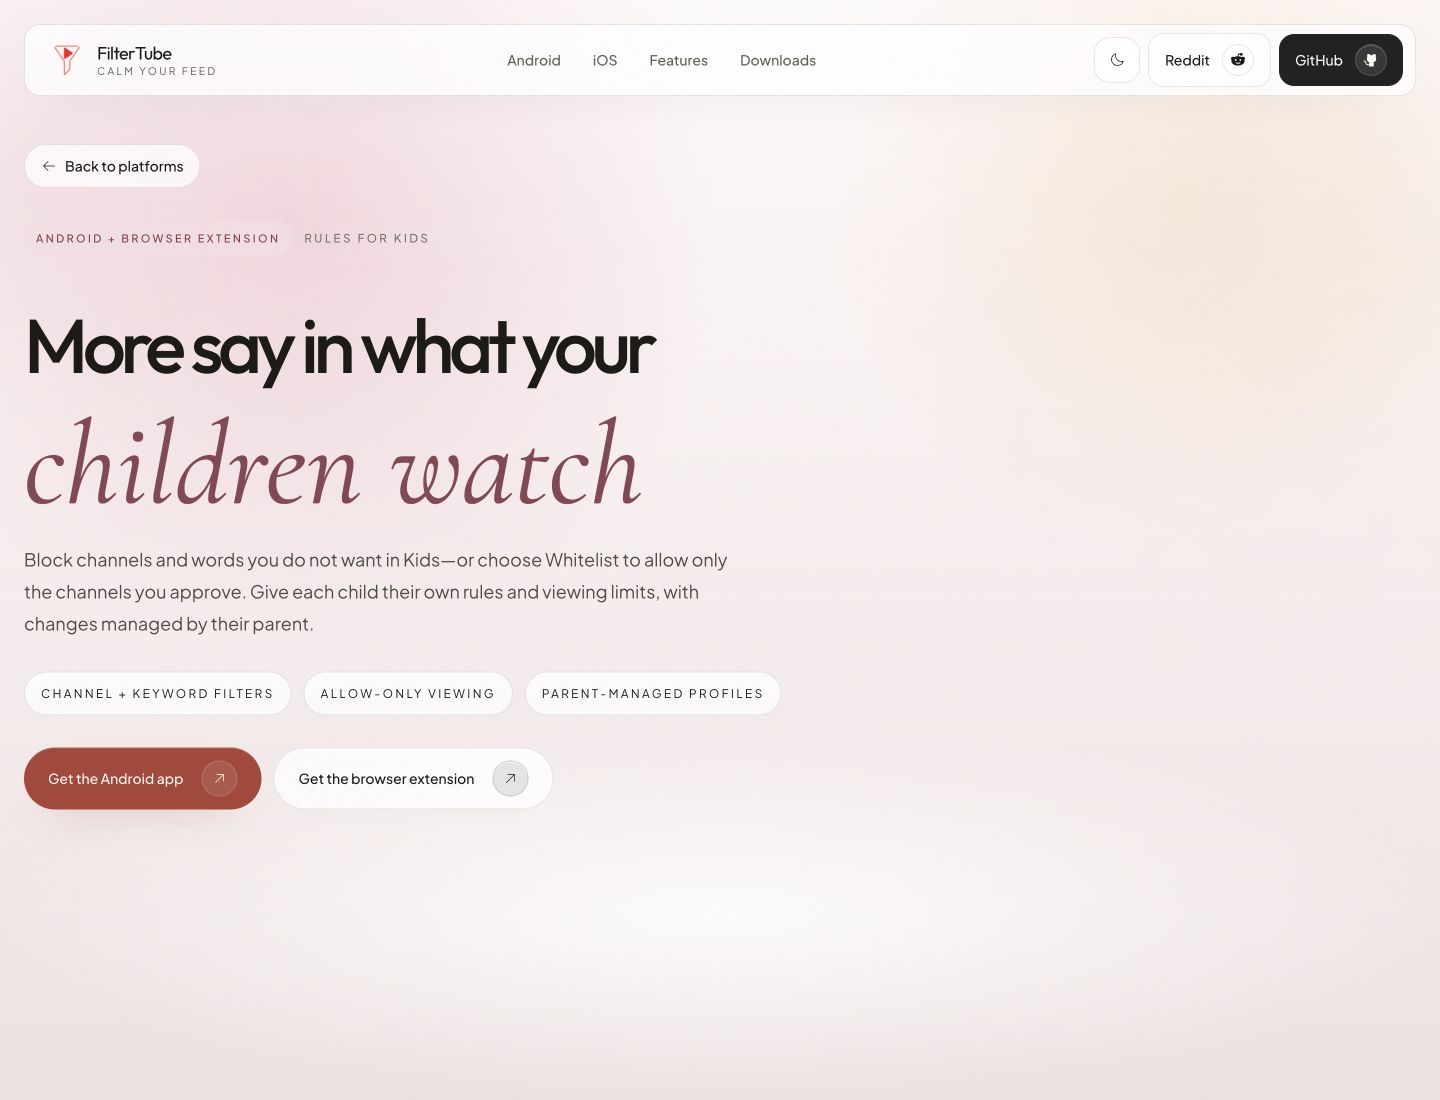 FilterTube
CALM YOUR FEED
Android
iOS
Features
Downloads
Reddit
GitHub
Back to platforms
ANDROID + BROWSER EXTENSION
RULES FOR KIDS
More say in what your
children watch
Block channels and words you do not want in Kids—or choose Whitelist to allow only
the channels you approve. Give each child their own rules and viewing limits, with
changes managed by their parent.
CHANNEL + KEYWORD FILTERS
ALLOW-ONLY VIEWING
PARENT-MANAGED PROFILES
Get the Android app
Get the browser extension